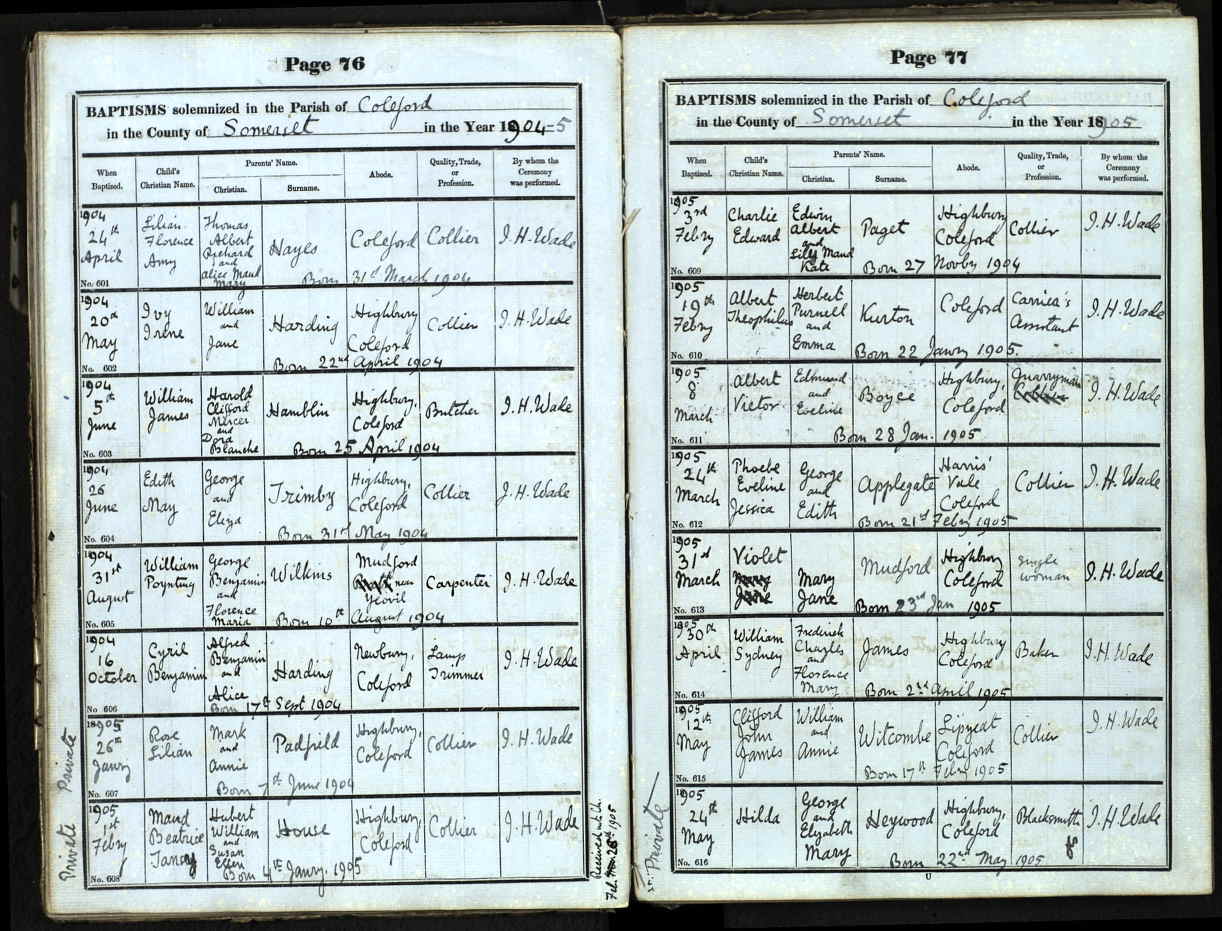 Page 76
BAPTISMS solemnized in the Parish of Coleford
in the County of Somerset in the Year 1904-5
When Baptized.
Child's Christian Name.
Parents' Name.
Christian.
Surname.
Abode.
Quality, Trade, or Profession.
By whom the Ceremony was performed.
1904
24th April
No. 601
Lilian Florence Amy
Thomas Albert Prichard and Alice Maud Mary
Hayes
Coleford
Collier
I. H. Wade
Born 31st March 1904
1904
20th May
No. 602
Ivy Irene
William and Jane
Harding
Highbury Coleford
Collier
I. H. Wade
Born 22nd April 1904
1904
5th June
No. 603
William James
Harold Clifford Mercer and Dora Blanche
Hamblin
Highbury, Coleford
Butcher
I. H. Wade
Born 25 April 1904
1904
26 June
No. 604
Edith May
George and Eliza
Trimby
Highbury, Coleford
Collier
I. H. Wade
Born 31st May 1904
1904
31st August
No. 605
William Poynting
George Benjamin and Florence Maria
Wilkins
Mudford near Yeovil
Carpenter
I. H. Wade
Born 10th August 1904
1904
16 October
No. 606
Cyril Benjamin
Alfred Benjamin and Alice
Harding
Newbury, Coleford
Lamp Trimmer
I. H. Wade
Born 17th Sept 1904
Private
1905
26th Janry
No. 607
Rose Lilian
Mark and Annie
Padfield
Highbury, Coleford
Collier
I. H. Wade
Born 7th June 1904
Private
1905
1st Febry
No. 608
Maud Beatrice Tansy
Hubert William and Susan Ellen
House
Highbury, Coleford
Collier
I. H. Wade
Born 4th Janry. 1905
Received into Ch.
1905
Page 77
BAPTISMS solemnized in the Parish of Coleford
in the County of Somerset in the Year 1905
When Baptised.
Child's Christian Name.
Parents' Name.
Christian.
Surname.
Abode.
Quality, Trade, or Profession.
By whom the Ceremony was performed.
1905
3rd Febry
No. 609
Charlie Edward
Edwin Albert and Lily Maud Kate
Paget
Highbury Coleford
Collier
I. H. Wade
Born 27 Novby 1904
1905
19th Febry
No. 610
Albert Theophilus
Herbert Purnell and Emma
Kurton
Coleford
Carrier's Assistant
I. H. Wade
Born 22 Janry 1905.
1905
8 March
No. 611
Albert Victor
Edmund and Eveline
Boyce
Highbury, Coleford
Quarryman
I. H. Wade
Born 28 Jan. 1905
1905
24th March
No. 612
Phoebe Eveline Jessica
George and Edith
Applegate
Harris' Vale Coleford
Collier
I. H. Wade
Born 21st Febry 1905
1905
31st March
No. 613
Violet
Mary Jane
Mary Jane
Mudford
Highbury Coleford
Single woman
I. H. Wade
Born 23rd Jan 1905
1905
30th April
No. 614
William Sydney
Frederick Charles and Florence Mary
James
Highbury Coleford
Baker
I. H. Wade
Born 2nd April 1905
1905
12th May
No. 615
Clifford John James
William and Annie
Witcombe
Lipyeat Coleford
Collier
I. H. Wade
Born 17th Febry 1905
Private
1905
24th May
No. 616
Hilda
George and Elizabeth Mary
Heywood
Highbury, Coleford
Blacksmith
I. H. Wade
Born 22nd May 1905